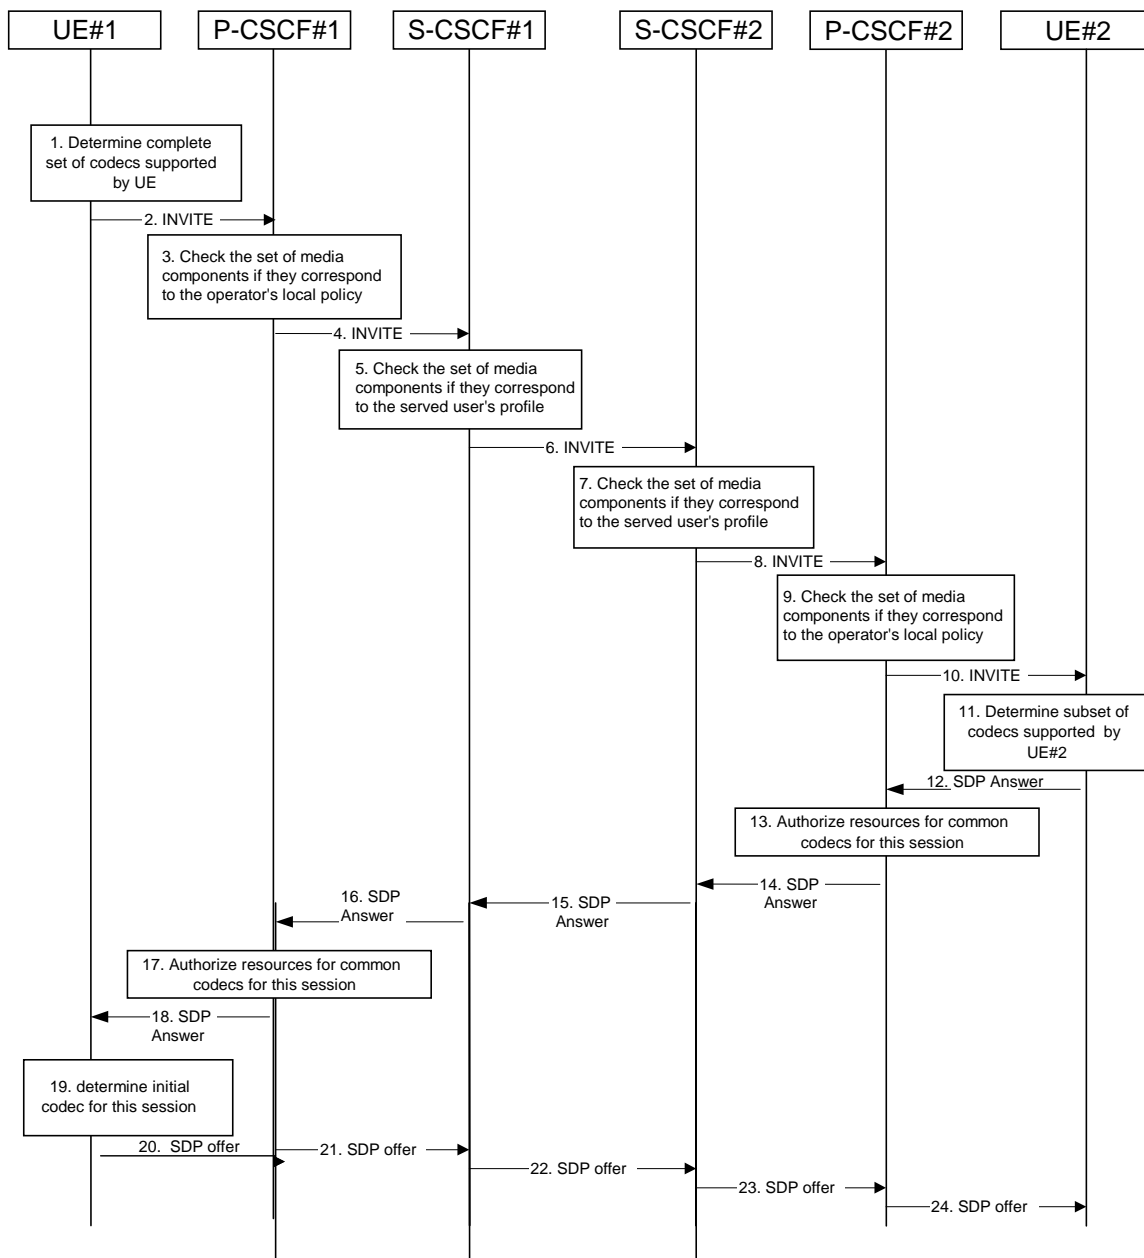 UE#1
P-CSCF#1
S-CSCF#1
S-CSCF#2
P-CSCF#2
UE#2
1. Determine complete
set of codecs supported
by UE
2. INVITE
3. Check the set of media
components if they correspond
to the operator's local policy
4. INVITE
5. Check the set of media
components if they correspond
to the served user's profile
6. INVITE
7. Check the set of media
components if they correspond
to the served user's profile
8. INVITE
9. Check the set of media
components if they correspond
to the operator's local policy
10. INVITE
11. Determine subset of
codecs supported by
UE#2
12. SDP Answer
13. Authorize resources for common
codecs for this session
14. SDP
Answer
15. SDP
Answer
16. SDP
Answer
17. Authorize resources for common
codecs for this session
18. SDP
Answer
19. determine initial
codec for this session
20. SDP offer
21. SDP offer
22. SDP offer
23. SDP offer
24. SDP offer